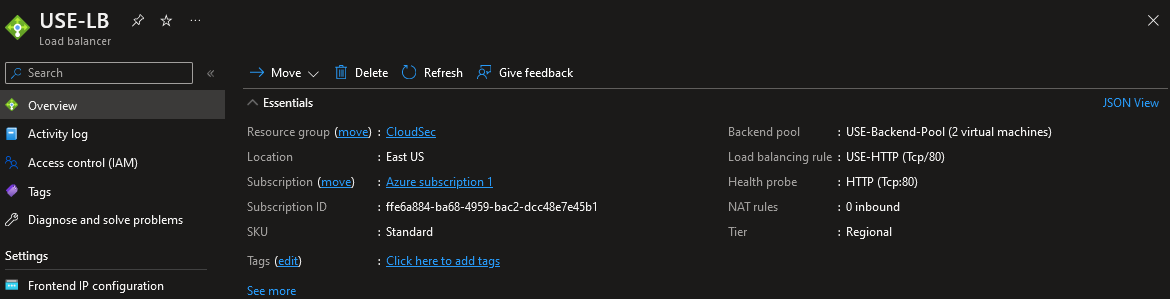 USE-LB
Load balancer
Search
Overview
Activity log
Access control (IAM)
Tags
Diagnose and solve problems
Settings
Frontend IP configuration
Move Delete Refresh Give feedback
Essentials JSON View
Resource group (move) : CloudSec
Location : East US
Subscription (move) : Azure subscription 1
Subscription ID : ffe6a884-ba68-4959-bac2-dcc48e7e45b1
SKU : Standard
Tags (edit) : Click here to add tags
See more
Backend pool : USE-Backend-Pool (2 virtual machines)
Load balancing rule : USE-HTTP (Tcp/80)
Health probe : HTTP (Tcp:80)
NAT rules : 0 inbound
Tier : Regional